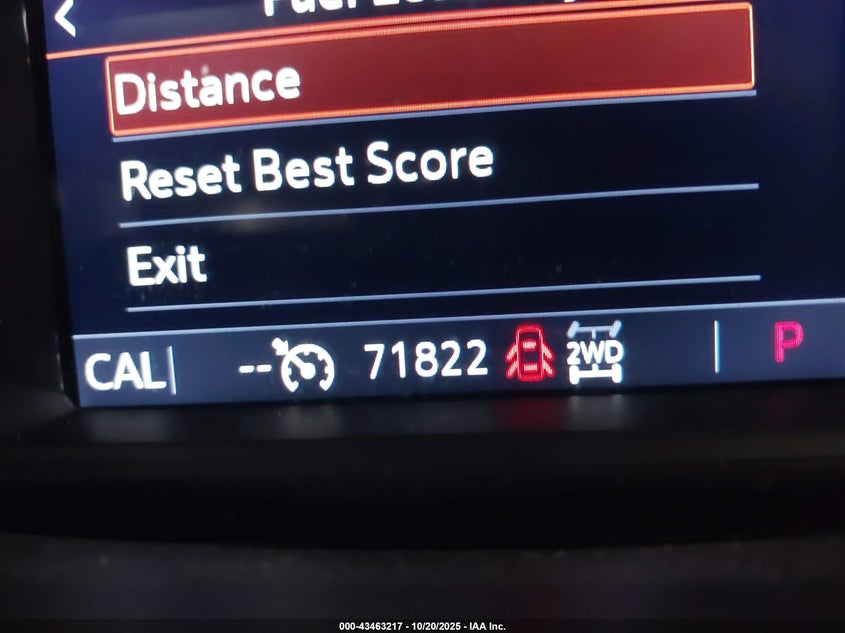 Distance
Reset Best Score
Exit
CAL -- 71822 2WD P
000-43463217 - 10/20/2025 - IAA Inc.